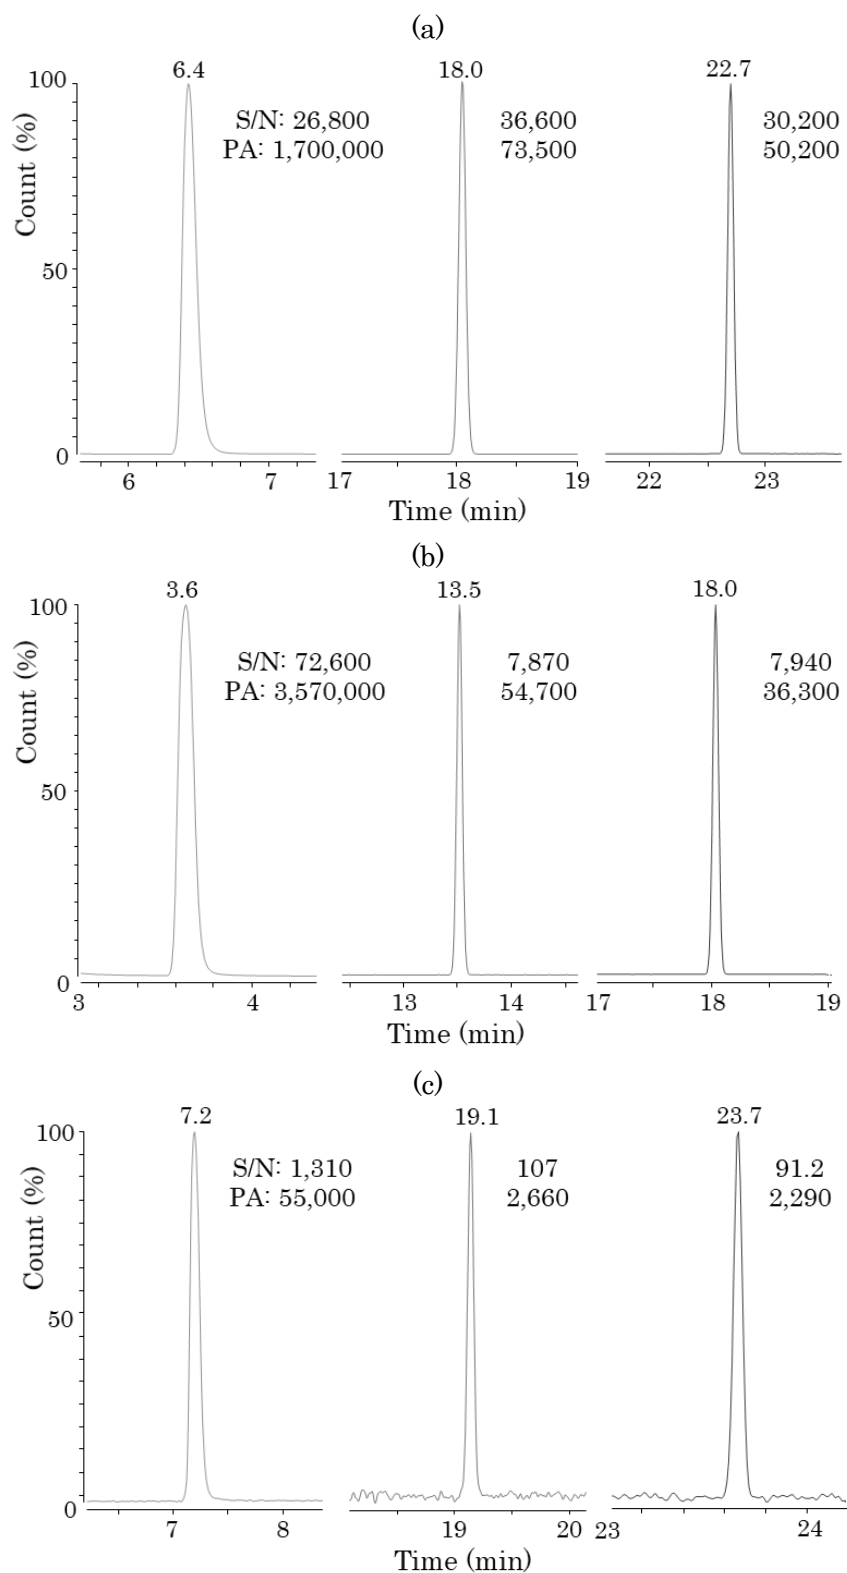 (a)
6.4 18.0 22.7
100
S/N: 26,800 36,600 30,200
PA: 1,700,000 73,500 50,200
Count (%)
50
0
6 7 17 18 19 22 23
Time (min)
(b)
3.6 13.5 18.0
100
S/N: 72,600 7,870 7,940
PA: 3,570,000 54,700 36,300
Count (%)
50
0
3 4 13 14 17 18 19
Time (min)
(c)
7.2 19.1 23.7
100
S/N: 1,310 107 91.2
PA: 55,000 2,660 2,290
Count (%)
50
0
7 8 19 20 23 24
Time (min)